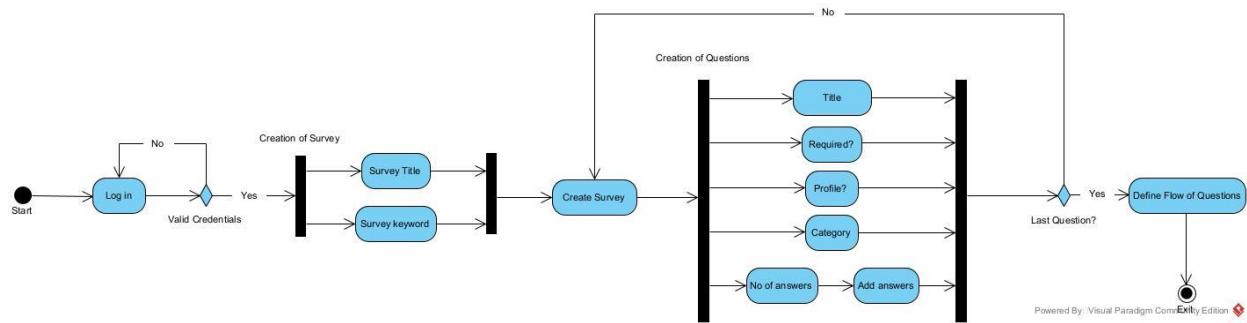 No
Creation of Questions
Title
No
Creation of Survey
Required?
Survey Title
Profile?
Log in
Yes
Create Survey
Yes
Define Flow of Questions
Start
Valid Credentials
Last Question?
Survey keyword
Category
No of answers
Add answers
Exit
Powered By: Visual Paradigm Community Edition